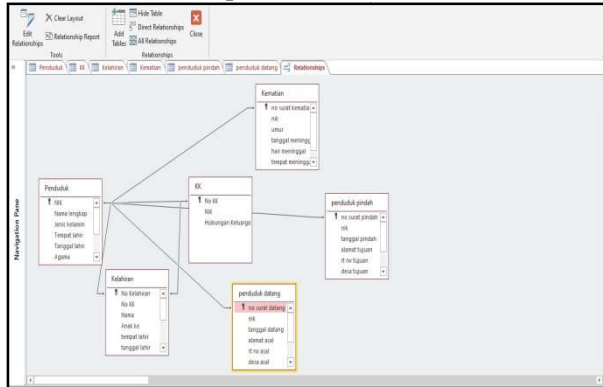 Edit
Relationships
Clear Layout
Relationship Report
Tools
Add
Tables
Hide Table
Direct Relationships
All Relationships
Relationships
Close
Penduduk
KK
Kelahiran
Kematian
penduduk pindah
penduduk datang
Relationships
Navigation Pane
Kematian
no surat kematia
nik
umur
tanggal meningg
hari meninggal
tempat meningg
Penduduk
NIK
Nama lengkap
Jenis kelamin
Tempat lahir
Tanggal lahir
Agama
KK
No KK
NIK
Hubungan Keluarga
penduduk pindah
no surat pindah
nik
tanggal pindah
alamat tujuan
rt rw tujuan
desa tujuan
Kelahiran
No Kelahiran
No KK
Nama
Anak ke
tempat lahir
tanggal lahir
penduduk datang
no surat datang
nik
tanggal datang
alamat asal
rt rw asal
desa asal